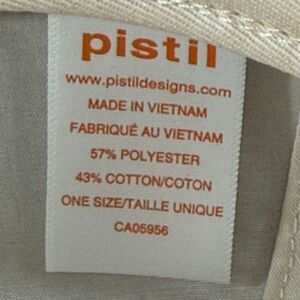 pistil
www.pistildesigns.com
MADE IN VIETNAM
FABRIQUÉ AU VIETNAM
57% POLYESTER
43% COTTON/COTON
ONE SIZE/TAILLE UNIQUE
CA05956